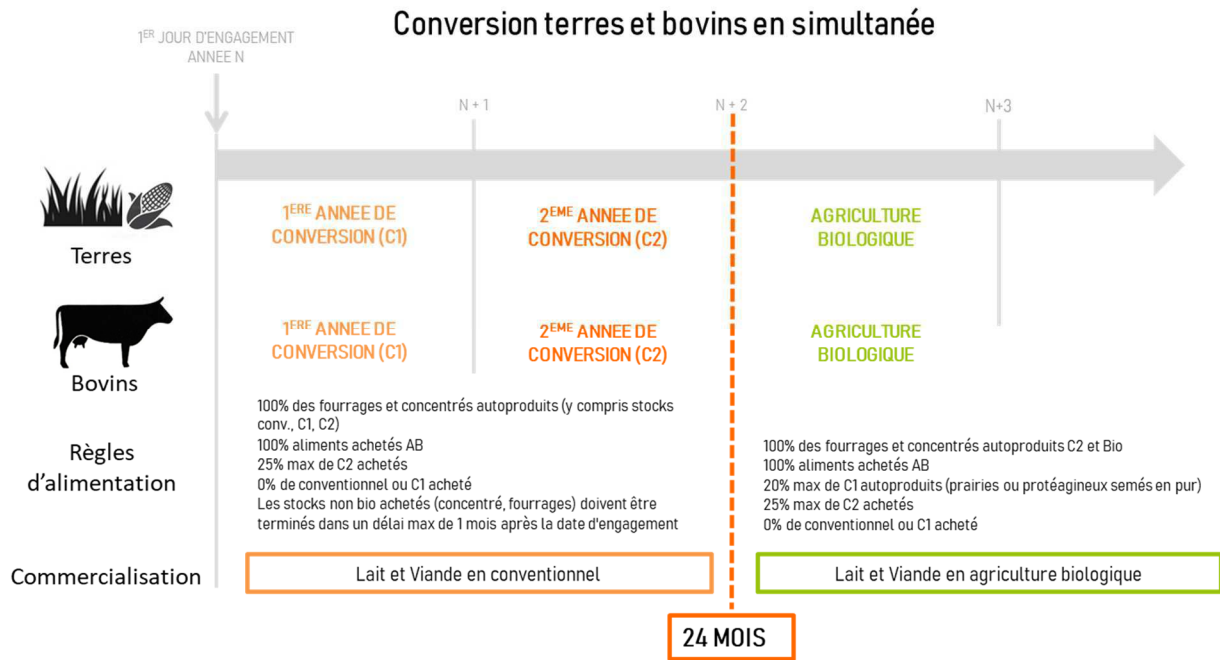 Conversion terres et bovins en simultanée
1ER JOUR D'ENGAGEMENT
ANNEE N
N + 1
N + 2
N+3
Terres
1ERE ANNEE DE
CONVERSION (C1)
2EME ANNEE DE
CONVERSION (C2)
AGRICULTURE
BIOLOGIQUE
Bovins
1ERE ANNEE DE
CONVERSION (C1)
2EME ANNEE DE
CONVERSION (C2)
AGRICULTURE
BIOLOGIQUE
Règles
d'alimentation
100% des fourrages et concentrés autoproduits (y compris stocks
conv., C1, C2)
100% aliments achetés AB
25% max de C2 achetés
0% de conventionnel ou C1 acheté
Les stocks non bio achetés (concentré, fourrages) doivent être
terminés dans un délai max de 1 mois après la date d'engagement
100% des fourrages et concentrés autoproduits C2 et Bio
100% aliments achetés AB
20% max de C1 autoproduits (prairies ou protéagineux semés en pur)
25% max de C2 achetés
0% de conventionnel ou C1 acheté
Commercialisation
Lait et Viande en conventionnel
Lait et Viande en agriculture biologique
24 MOIS